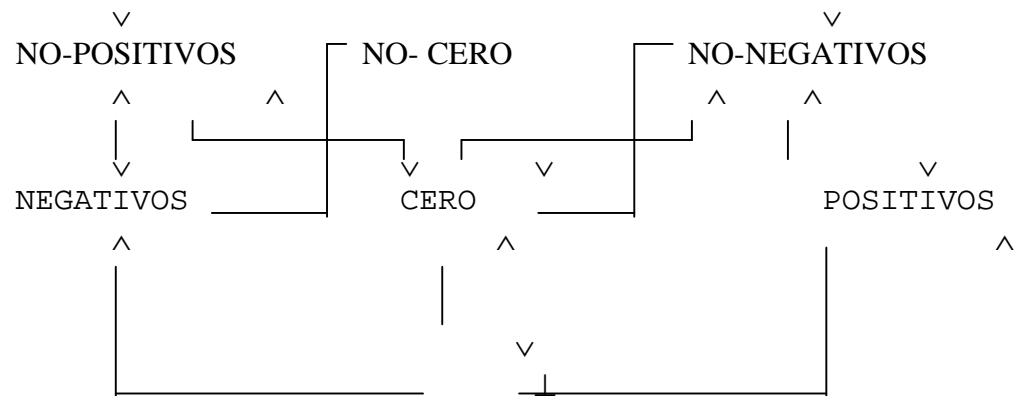 NO-POSITIVOS NO- CERO NO-NEGATIVOS
NEGATIVOS CERO POSITIVOS